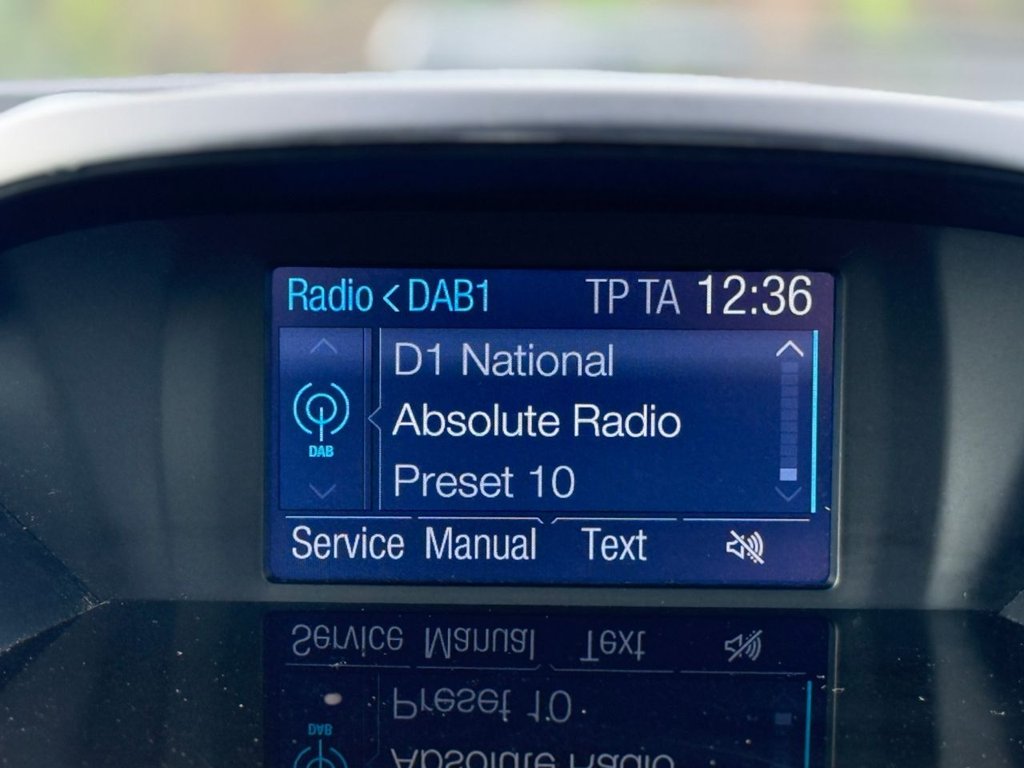 Radio < DAB1 TP TA 12:36
D1 National
Absolute Radio
DAB
Preset 10
Service Manual Text